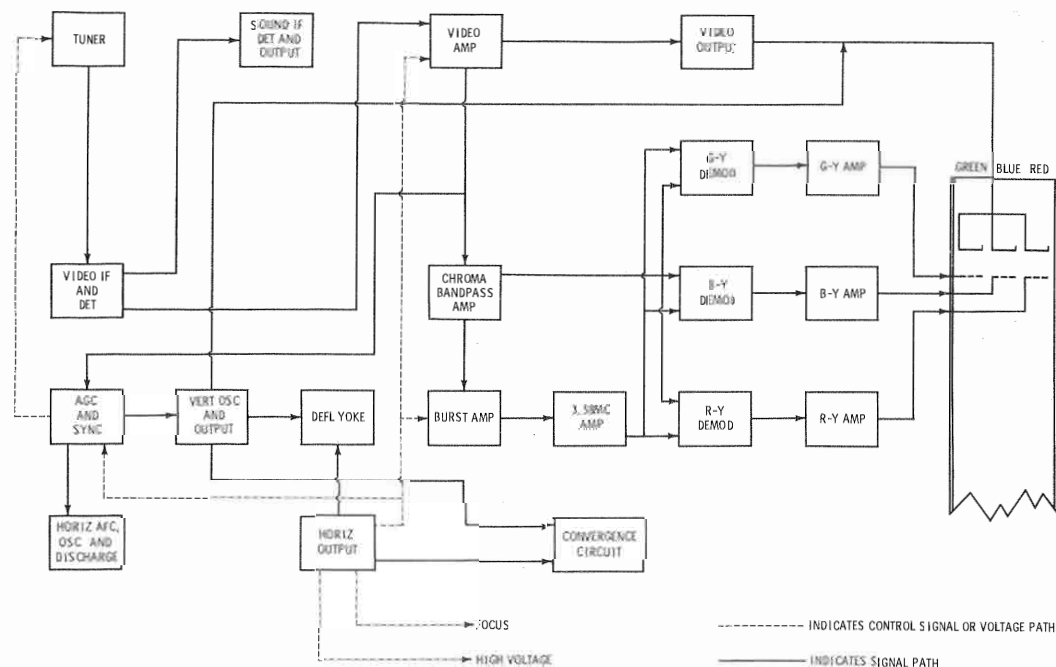 TUNER
SOUND IF
DET AND
OUTPUT
VIDEO
AMP
VIDEO
OUTPUT
G-Y
DEMOD
G-Y AMP
GREEN BLUE RED
VIDEO IF
AND
DET
CHROMA
BANDPASS
AMP
B-Y
DEMOD
B-Y AMP
AGC
AND
SYNC
VERT OSC
AND
OUTPUT
DEFL YOKE
BURST AMP
3.58MC
AMP
R-Y
DEMOD
R-Y AMP
HORIZ AFC,
OSC AND
DISCHARGE
HORIZ
OUTPUT
CONVERGENCE
CIRCUIT
FOCUS
HIGH VOLTAGE
INDICATES CONTROL SIGNAL OR VOLTAGE PATH
INDICATES SIGNAL PATH